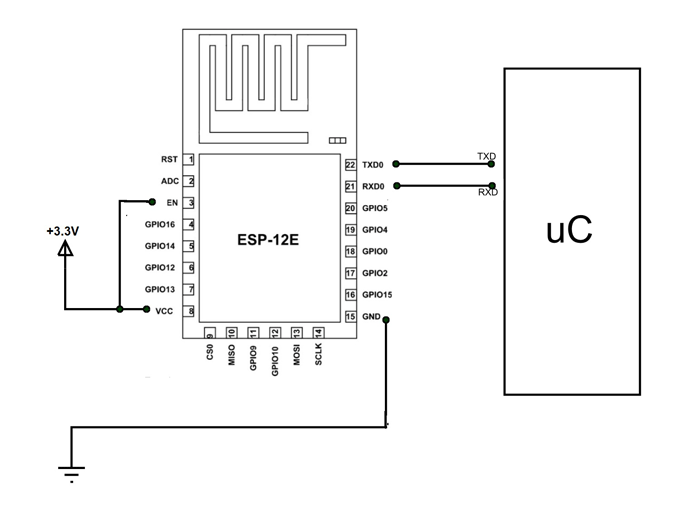 RST 1
ADC 2
EN 3
GPIO16 4
GPIO14 5
GPIO12 6
GPIO13 7
VCC 8
+3.3V
ESP-12E
22 TXD0
21 RXD0
20 GPIO5
19 GPIO4
18 GPIO0
17 GPIO2
16 GPIO15
15 GND
9 10 11 12 13 14
CS0
MISO
GPIO9
GPIO10
MOSI
SCLK
TXD
RXD
uC